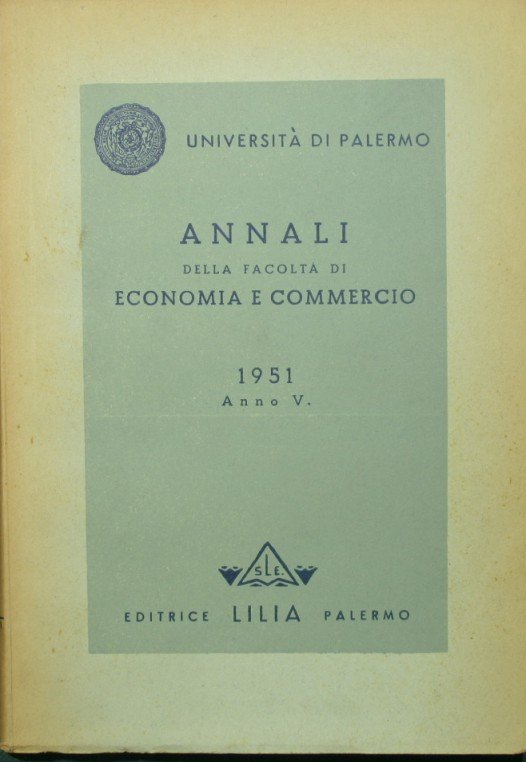 UNIVERSITÀ DI PALERMO
ANNALI
DELLA FACOLTÀ DI
ECONOMIA E COMMERCIO
1951
Anno V.
S.L.E.
EDITRICE LILIA PALERMO